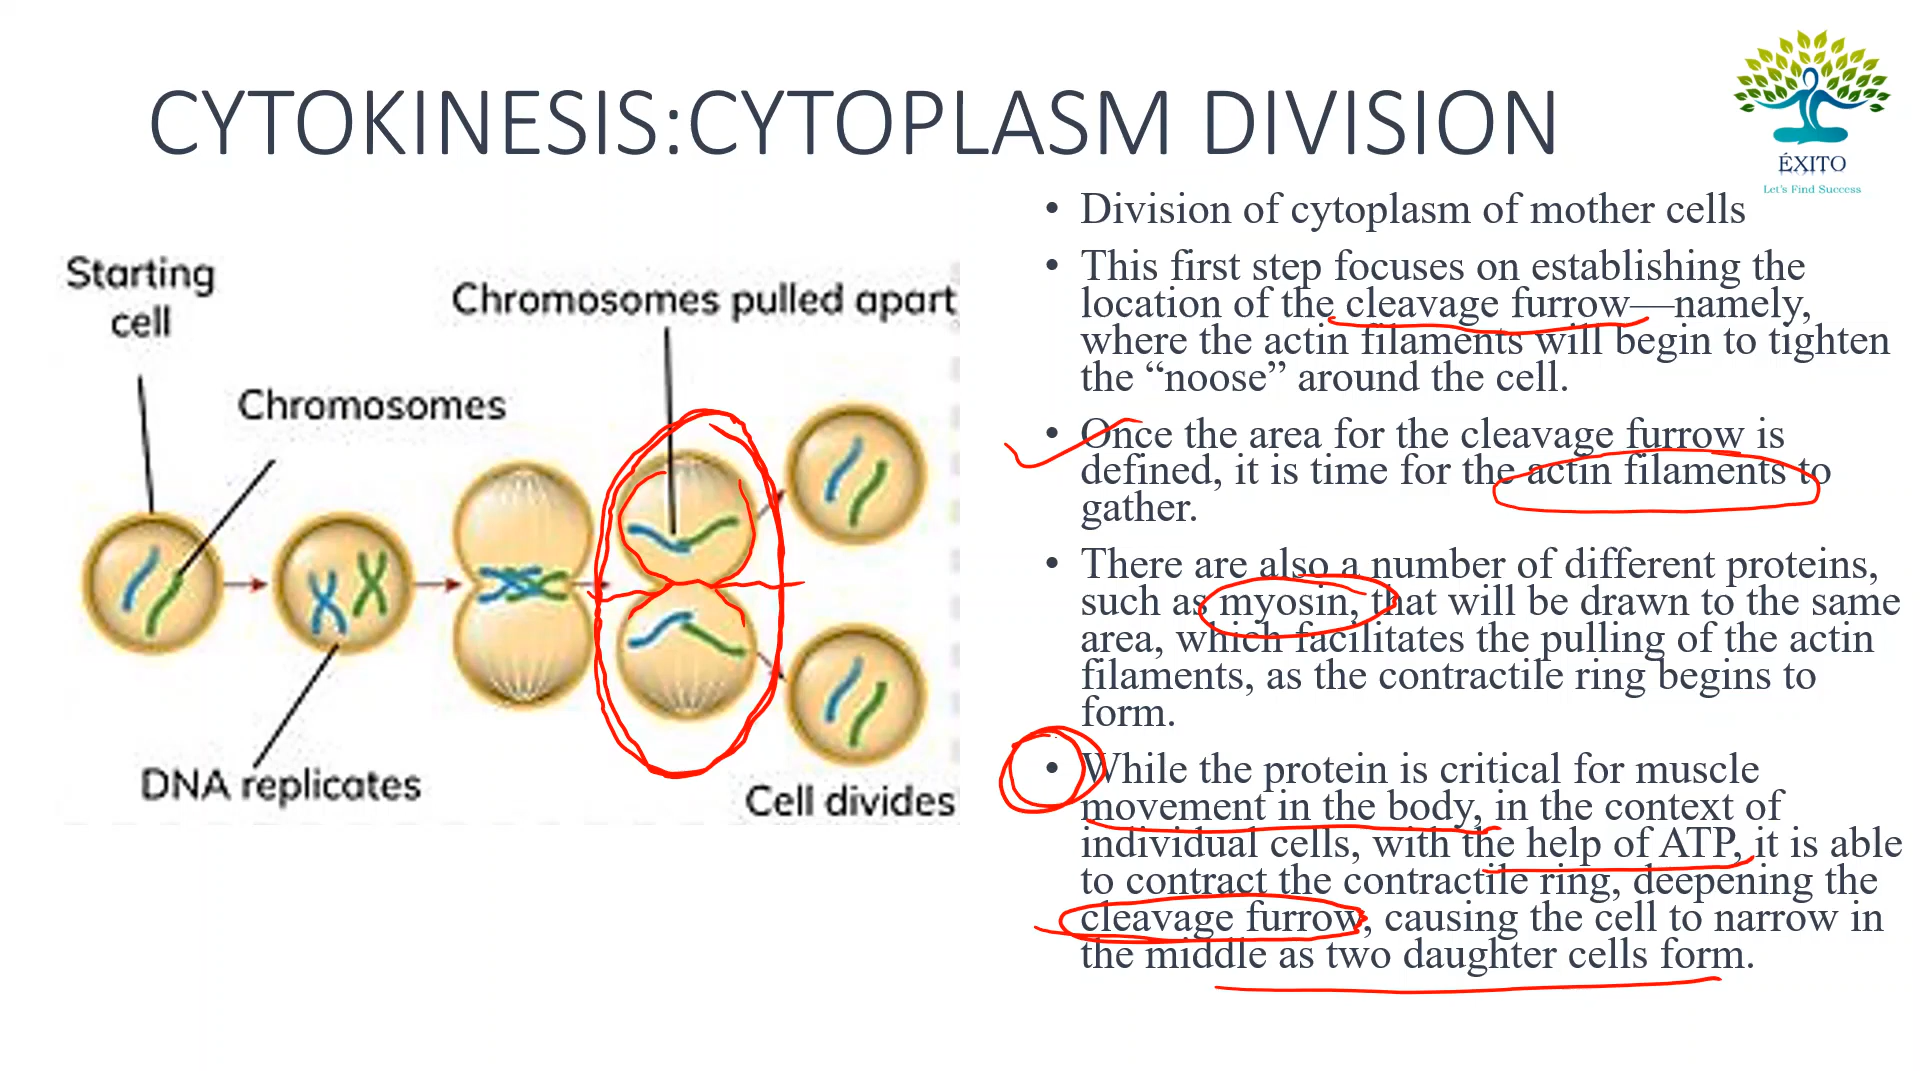 CYTOKINESIS:CYTOPLASM DIVISION
ÉXITO
Let's Find Success
Starting
cell
Chromosomes pulled apart
Chromosomes
DNA replicates
Cell divides
• Division of cytoplasm of mother cells
• This first step focuses on establishing the
location of the cleavage furrow—namely,
where the actin filaments will begin to tighten
the “noose” around the cell.
• Once the area for the cleavage furrow is
defined, it is time for the actin filaments to
gather.
• There are also a number of different proteins,
such as myosin, that will be drawn to the same
area, which facilitates the pulling of the actin
filaments, as the contractile ring begins to
form.
• While the protein is critical for muscle
movement in the body, in the context of
individual cells, with the help of ATP, it is able
to contract the contractile ring, deepening the
cleavage furrow, causing the cell to narrow in
the middle as two daughter cells form.